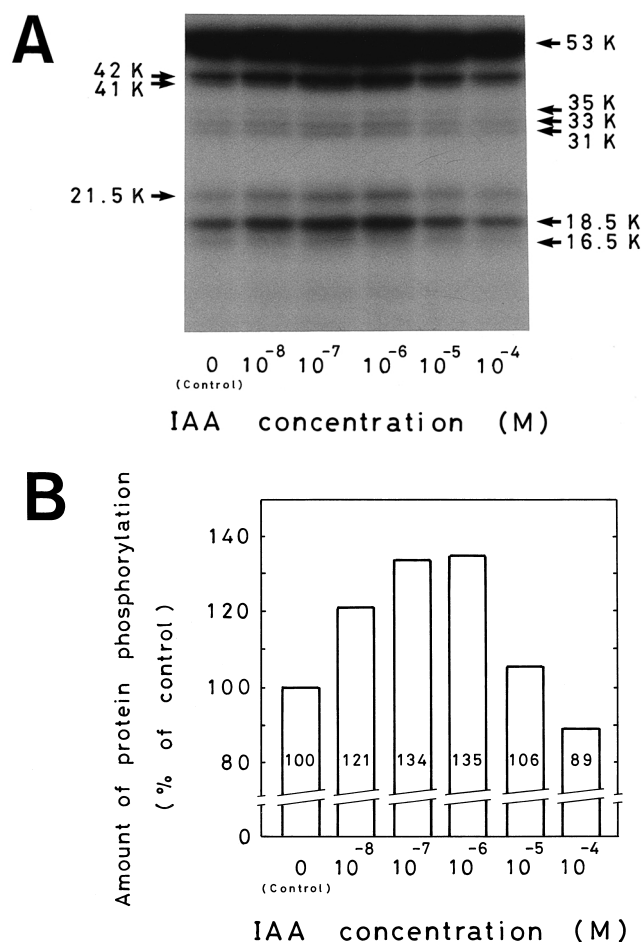 A
42 K
41 K
21.5 K
53 K
35 K
33 K
31 K
18.5 K
16.5 K
0 10-8 10-7 10-6 10-5 10-4
(Control)
IAA concentration (M)
B
Amount of protein phosphorylation
(% of control)
140
120
100
80
0
100 121 134 135 106 89
0 10-8 10-7 10-6 10-5 10-4
(Control)
IAA concentration (M)